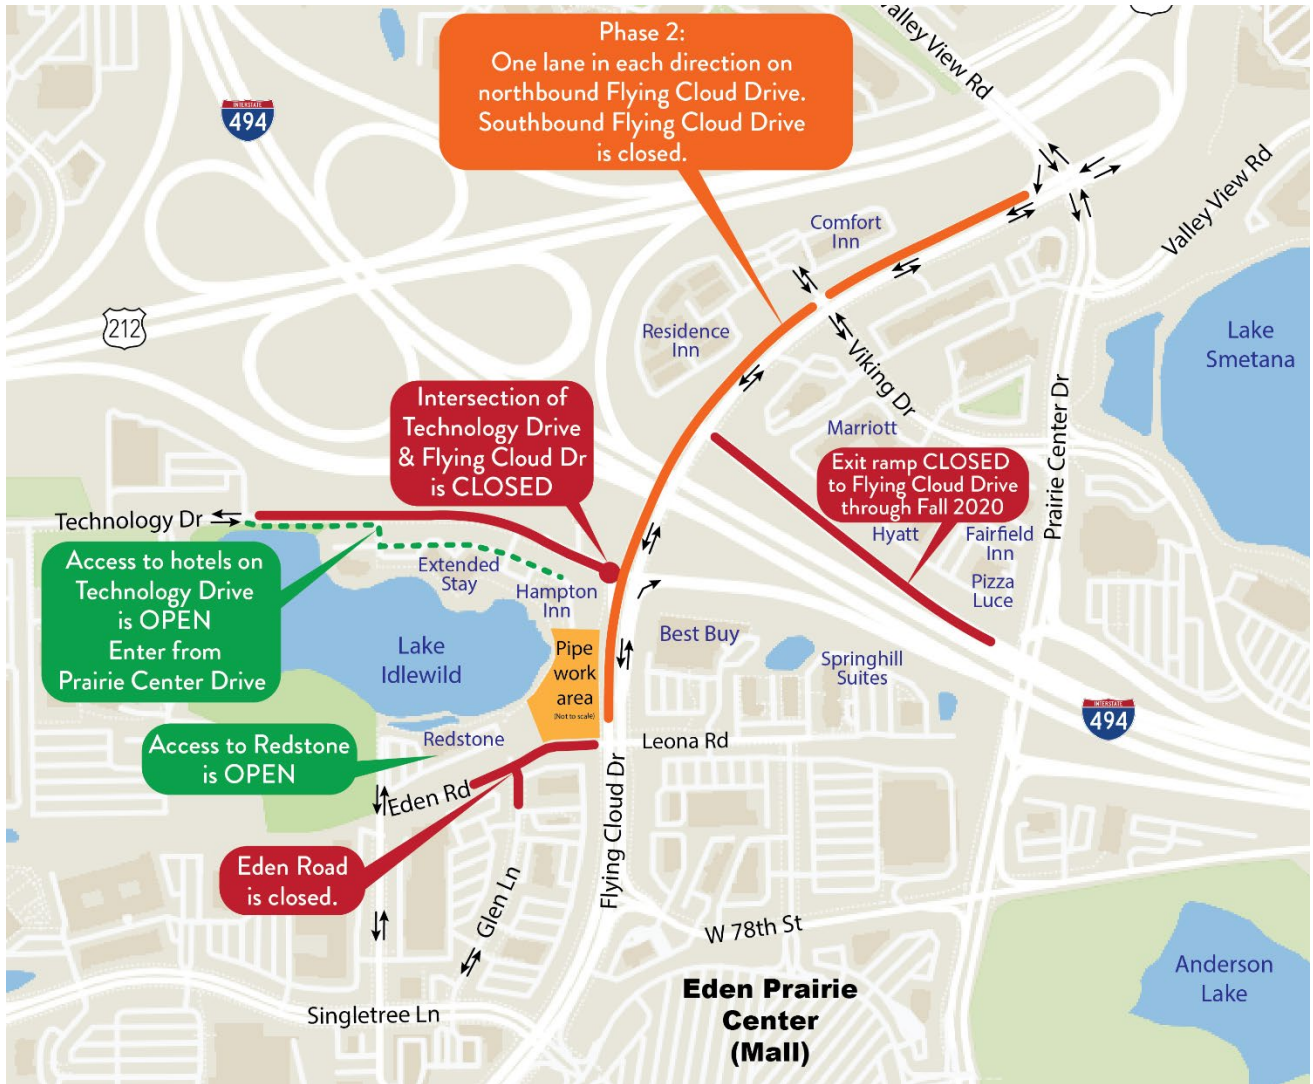 Phase 2:
One lane in each direction on
northbound Flying Cloud Drive.
Southbound Flying Cloud Drive
is closed.
Valley View Rd
INTERSTATE
494
Valley View Rd
Comfort
Inn
212
Residence
Inn
Lake
Smetana
Viking Dr
Prairie Center Dr
Intersection of
Technology Drive
& Flying Cloud Dr
is CLOSED
Marriott
Exit ramp CLOSED
to Flying Cloud Drive
through Fall 2020
Technology Dr
Hyatt
Fairfield
Inn
Pizza
Luce
Access to hotels on
Technology Drive
is OPEN
Enter from
Prairie Center Drive
Extended
Stay
Hampton
Inn
Lake
Idlewild
Pipe
work
area
(Not to scale)
Best Buy
Springhill
Suites
INTERSTATE
494
Redstone
Leona Rd
Access to Redstone
is OPEN
Eden Rd
Flying Cloud Dr
Eden Road
is closed.
Glen Ln
W 78th St
Singletree Ln
Eden Prairie
Center
(Mall)
Anderson
Lake